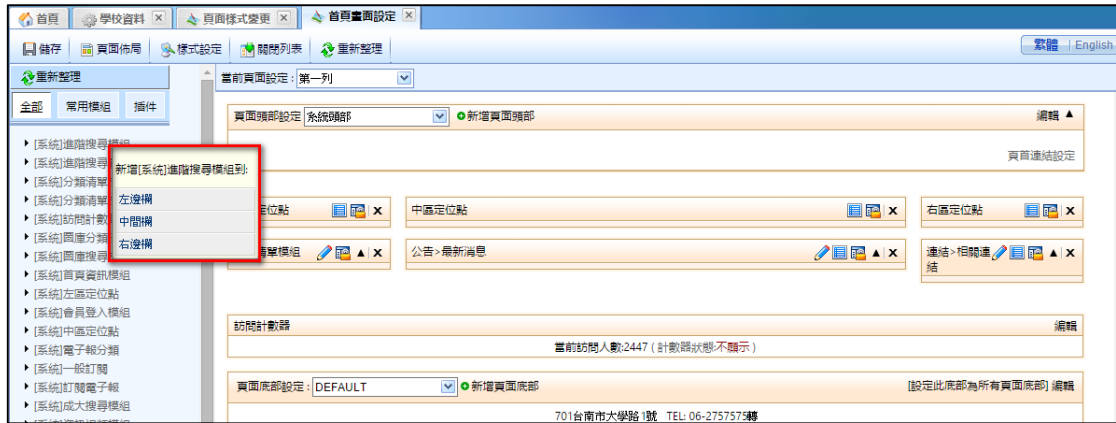 首頁 學校資料 頁面樣式變更 首頁畫面設定
儲存 頁面佈局 樣式設定 關閉列表 重新整理 繁體 | English
重新整理
當前頁面設定 : 第一列
全部 常用模組 插件
頁面頭部設定 系統頭部 新增頁面頭部 編輯 ▲
頁首連結設定
[系統]進階搜尋模組
[系統]進階搜尋
[系統]分類清單
[系統]分類清單
[系統]訪問計數
[系統]圖庫分類
[系統]圖庫搜尋
[系統]首頁資訊模組
[系統]左區定位點
[系統]會員登入模組
[系統]中區定位點
[系統]電子報分類
[系統]一般訂閱
[系統]訂閱電子報
[系統]成大搜尋模組
新增[系統]進階搜尋模組到:
左邊欄
中間欄
右邊欄
定位點 X 中區定位點 X 右區定位點 X
清單模組 ▲ X 公告>最新消息 ▲ X 連結>相關連結 ▲ X
訪問計數器 編輯
當前訪問人數:2447 ( 計數器狀態:不顯示 )
頁面底部設定 : DEFAULT 新增頁面底部 [設定此底部為所有頁面底部] 編輯
701台南市大學路1號 TEL: 06-2757575轉